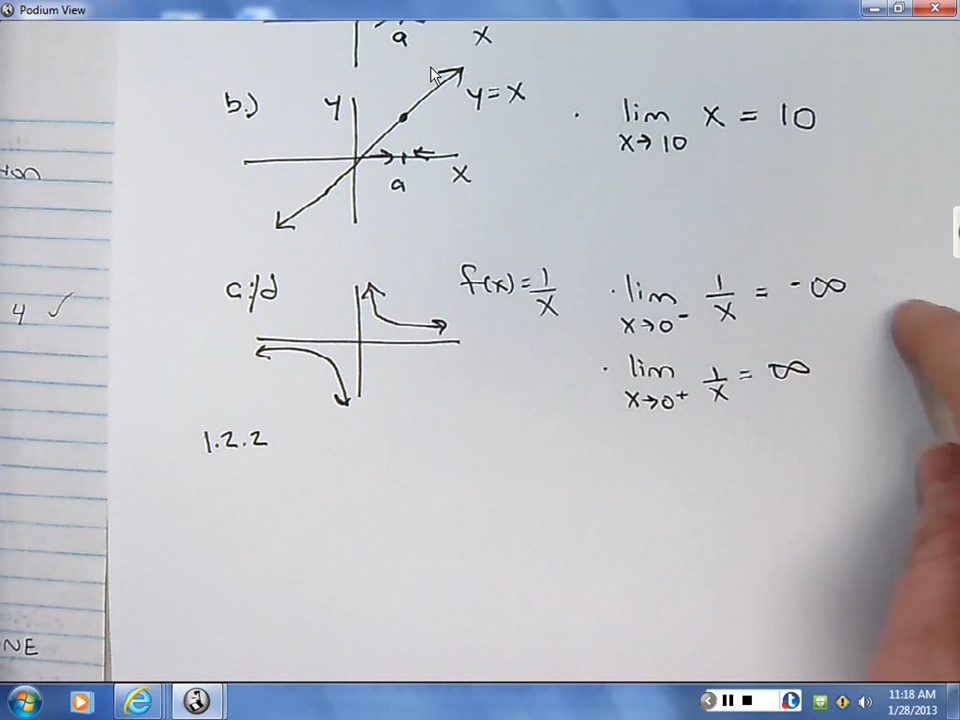 Podium View
a x
b.) y y = x
a x
· lim x = 10
x→10
c:/d f(x) = 1/x
· lim 1/x = -∞
x→0⁻
· lim 1/x = ∞
x→0⁺
1.2.2
4 ✓
NE
11:18 AM
1/28/2013